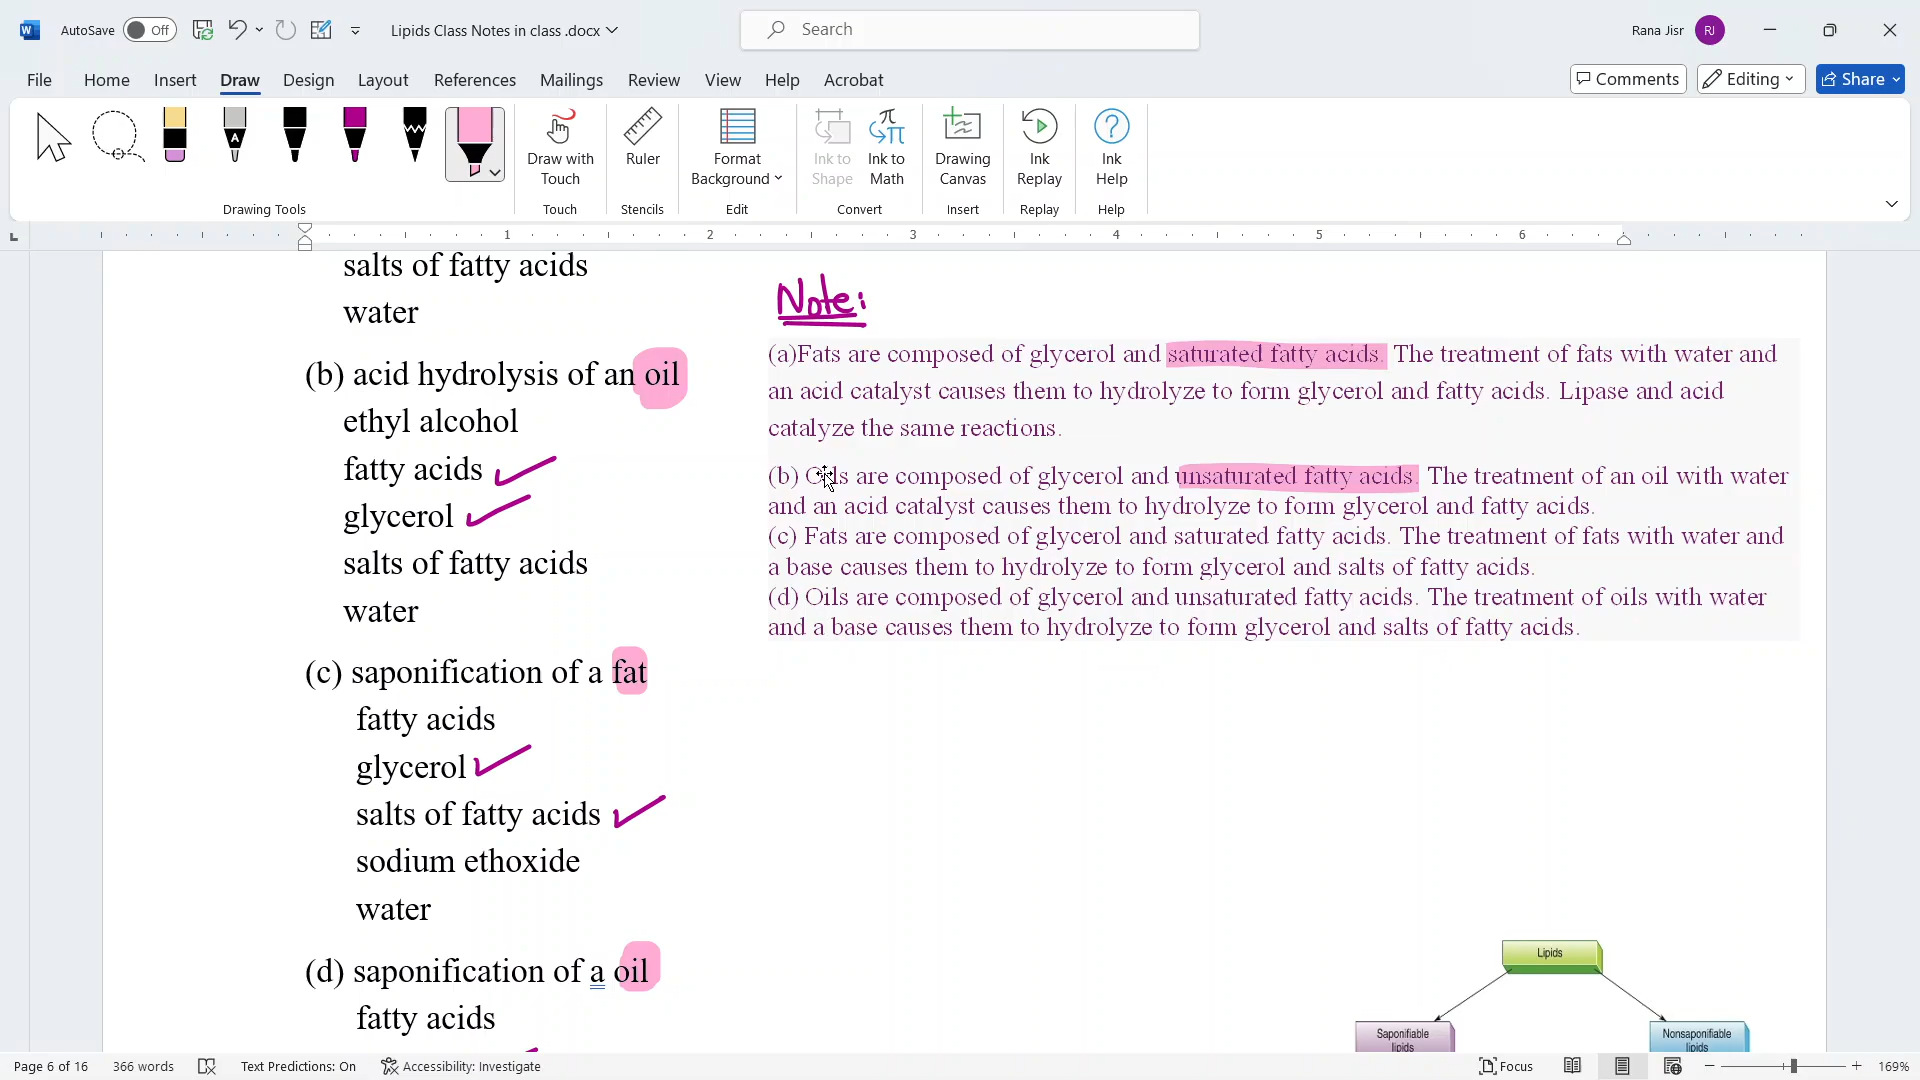 AutoSave Off Lipids Class Notes in class .docx Search Rana Jisr RJ
File Home Insert Draw Design Layout References Mailings Review View Help Acrobat Comments Editing Share
Draw with Touch
Ruler
Format Background
Ink to Shape
Ink to Math
Drawing Canvas
Ink Replay
Ink Help
Drawing Tools Touch Stencils Edit Convert Insert Replay Help
1 2 3 4 5 6
salts of fatty acids
water
(b) acid hydrolysis of an oil
ethyl alcohol
fatty acids
glycerol
salts of fatty acids
water
(c) saponification of a fat
fatty acids
glycerol
salts of fatty acids
sodium ethoxide
water
(d) saponification of a oil
fatty acids
Note:
(a)Fats are composed of glycerol and saturated fatty acids. The treatment of fats with water and
an acid catalyst causes them to hydrolyze to form glycerol and fatty acids. Lipase and acid
catalyze the same reactions.
(b) Oils are composed of glycerol and unsaturated fatty acids. The treatment of an oil with water
and an acid catalyst causes them to hydrolyze to form glycerol and fatty acids.
(c) Fats are composed of glycerol and saturated fatty acids. The treatment of fats with water and
a base causes them to hydrolyze to form glycerol and salts of fatty acids.
(d) Oils are composed of glycerol and unsaturated fatty acids. The treatment of oils with water
and a base causes them to hydrolyze to form glycerol and salts of fatty acids.
Lipids
Saponifiable
lipids
Nonsaponifiable
lipids
Page 6 of 16 366 words Text Predictions: On Accessibility: Investigate Focus 169%